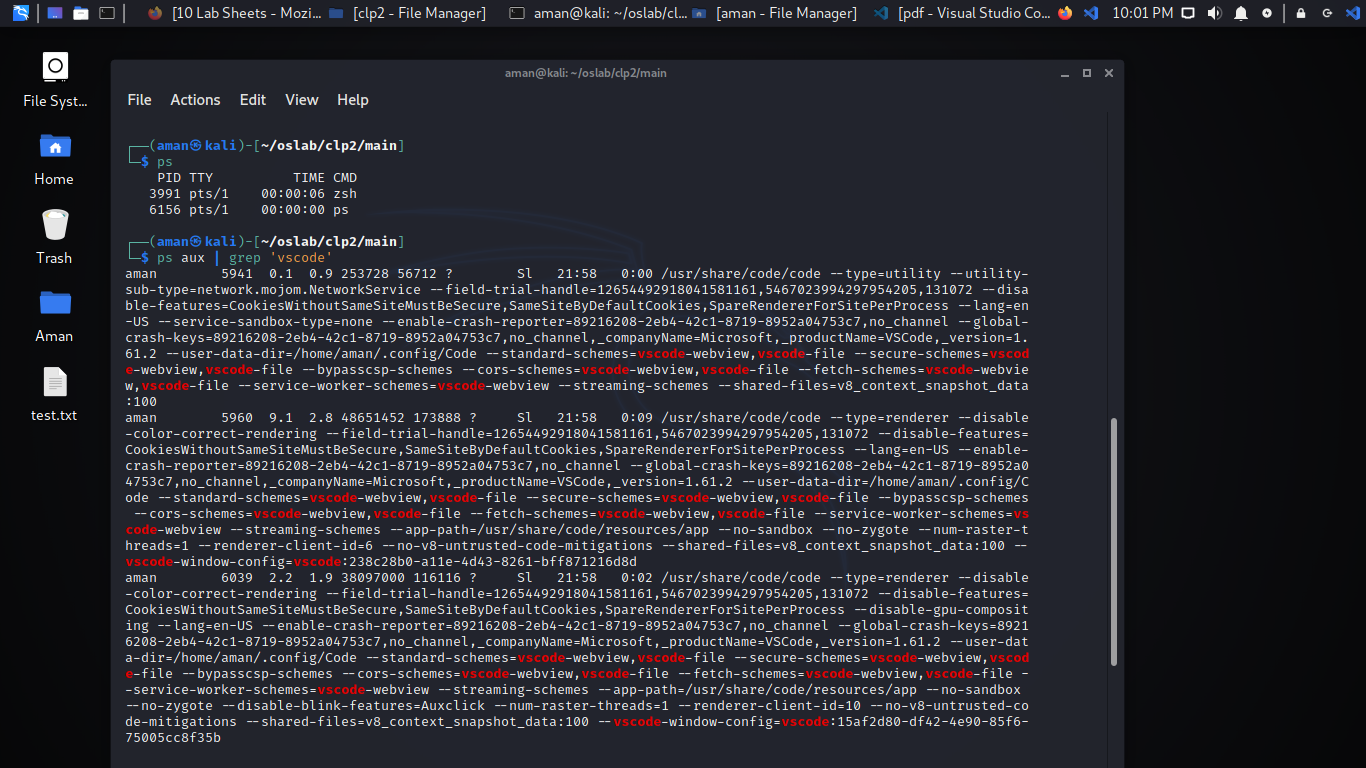 [10 Lab Sheets - Mozi... [clp2 - File Manager] aman@kali: ~/oslab/cl... [aman - File Manager] [pdf - Visual Studio Co... 10:01 PM
File Syst...
Home
Trash
Aman
test.txt
aman@kali: ~/oslab/clp2/main
File Actions Edit View Help
┌──(aman㉿kali)-[~/oslab/clp2/main]
└─$ ps
PID TTY TIME CMD
3991 pts/1 00:00:06 zsh
6156 pts/1 00:00:00 ps
┌──(aman㉿kali)-[~/oslab/clp2/main]
└─$ ps aux | grep 'vscode'
aman 5941 0.1 0.9 253728 56712 ? Sl 21:58 0:00 /usr/share/code/code --type=utility --utility-
sub-type=network.mojom.NetworkService --field-trial-handle=12654492918041581161,5467023994297954205,131072 --disa
ble-features=CookiesWithoutSameSiteMustBeSecure,SameSiteByDefaultCookies,SpareRendererForSitePerProcess --lang=en
-US --service-sandbox-type=none --enable-crash-reporter=89216208-2eb4-42c1-8719-8952a04753c7,no_channel --global-
crash-keys=89216208-2eb4-42c1-8719-8952a04753c7,no_channel,_companyName=Microsoft,_productName=VSCode,_version=1.
61.2 --user-data-dir=/home/aman/.config/Code --standard-schemes=vscode-webview,vscode-file --secure-schemes=vscod
e-webview,vscode-file --bypasscsp-schemes --cors-schemes=vscode-webview,vscode-file --fetch-schemes=vscode-webvie
w,vscode-file --service-worker-schemes=vscode-webview --streaming-schemes --shared-files=v8_context_snapshot_data
:100
aman 5960 9.1 2.8 48651452 173888 ? Sl 21:58 0:09 /usr/share/code/code --type=renderer --disable
-color-correct-rendering --field-trial-handle=12654492918041581161,5467023994297954205,131072 --disable-features=
CookiesWithoutSameSiteMustBeSecure,SameSiteByDefaultCookies,SpareRendererForSitePerProcess --lang=en-US --enable-
crash-reporter=89216208-2eb4-42c1-8719-8952a04753c7,no_channel --global-crash-keys=89216208-2eb4-42c1-8719-8952a0
4753c7,no_channel,_companyName=Microsoft,_productName=VSCode,_version=1.61.2 --user-data-dir=/home/aman/.config/C
ode --standard-schemes=vscode-webview,vscode-file --secure-schemes=vscode-webview,vscode-file --bypasscsp-schemes
--cors-schemes=vscode-webview,vscode-file --fetch-schemes=vscode-webview,vscode-file --service-worker-schemes=vs
code-webview --streaming-schemes --app-path=/usr/share/code/resources/app --no-sandbox --no-zygote --num-raster-t
hreads=1 --renderer-client-id=6 --no-v8-untrusted-code-mitigations --shared-files=v8_context_snapshot_data:100 --
vscode-window-config=vscode:238c28b0-a11e-4d43-8261-bff871216d8d
aman 6039 2.2 1.9 38097000 116116 ? Sl 21:58 0:02 /usr/share/code/code --type=renderer --disable
-color-correct-rendering --field-trial-handle=12654492918041581161,5467023994297954205,131072 --disable-features=
CookiesWithoutSameSiteMustBeSecure,SameSiteByDefaultCookies,SpareRendererForSitePerProcess --disable-gpu-composit
ing --lang=en-US --enable-crash-reporter=89216208-2eb4-42c1-8719-8952a04753c7,no_channel --global-crash-keys=8921
6208-2eb4-42c1-8719-8952a04753c7,no_channel,_companyName=Microsoft,_productName=VSCode,_version=1.61.2 --user-dat
a-dir=/home/aman/.config/Code --standard-schemes=vscode-webview,vscode-file --secure-schemes=vscode-webview,vscod
e-file --bypasscsp-schemes --cors-schemes=vscode-webview,vscode-file --fetch-schemes=vscode-webview,vscode-file -
-service-worker-schemes=vscode-webview --streaming-schemes --app-path=/usr/share/code/resources/app --no-sandbox
--no-zygote --disable-blink-features=Auxclick --num-raster-threads=1 --renderer-client-id=10 --no-v8-untrusted-co
de-mitigations --shared-files=v8_context_snapshot_data:100 --vscode-window-config=vscode:15af2d80-df42-4e90-85f6-
75005cc8f35b